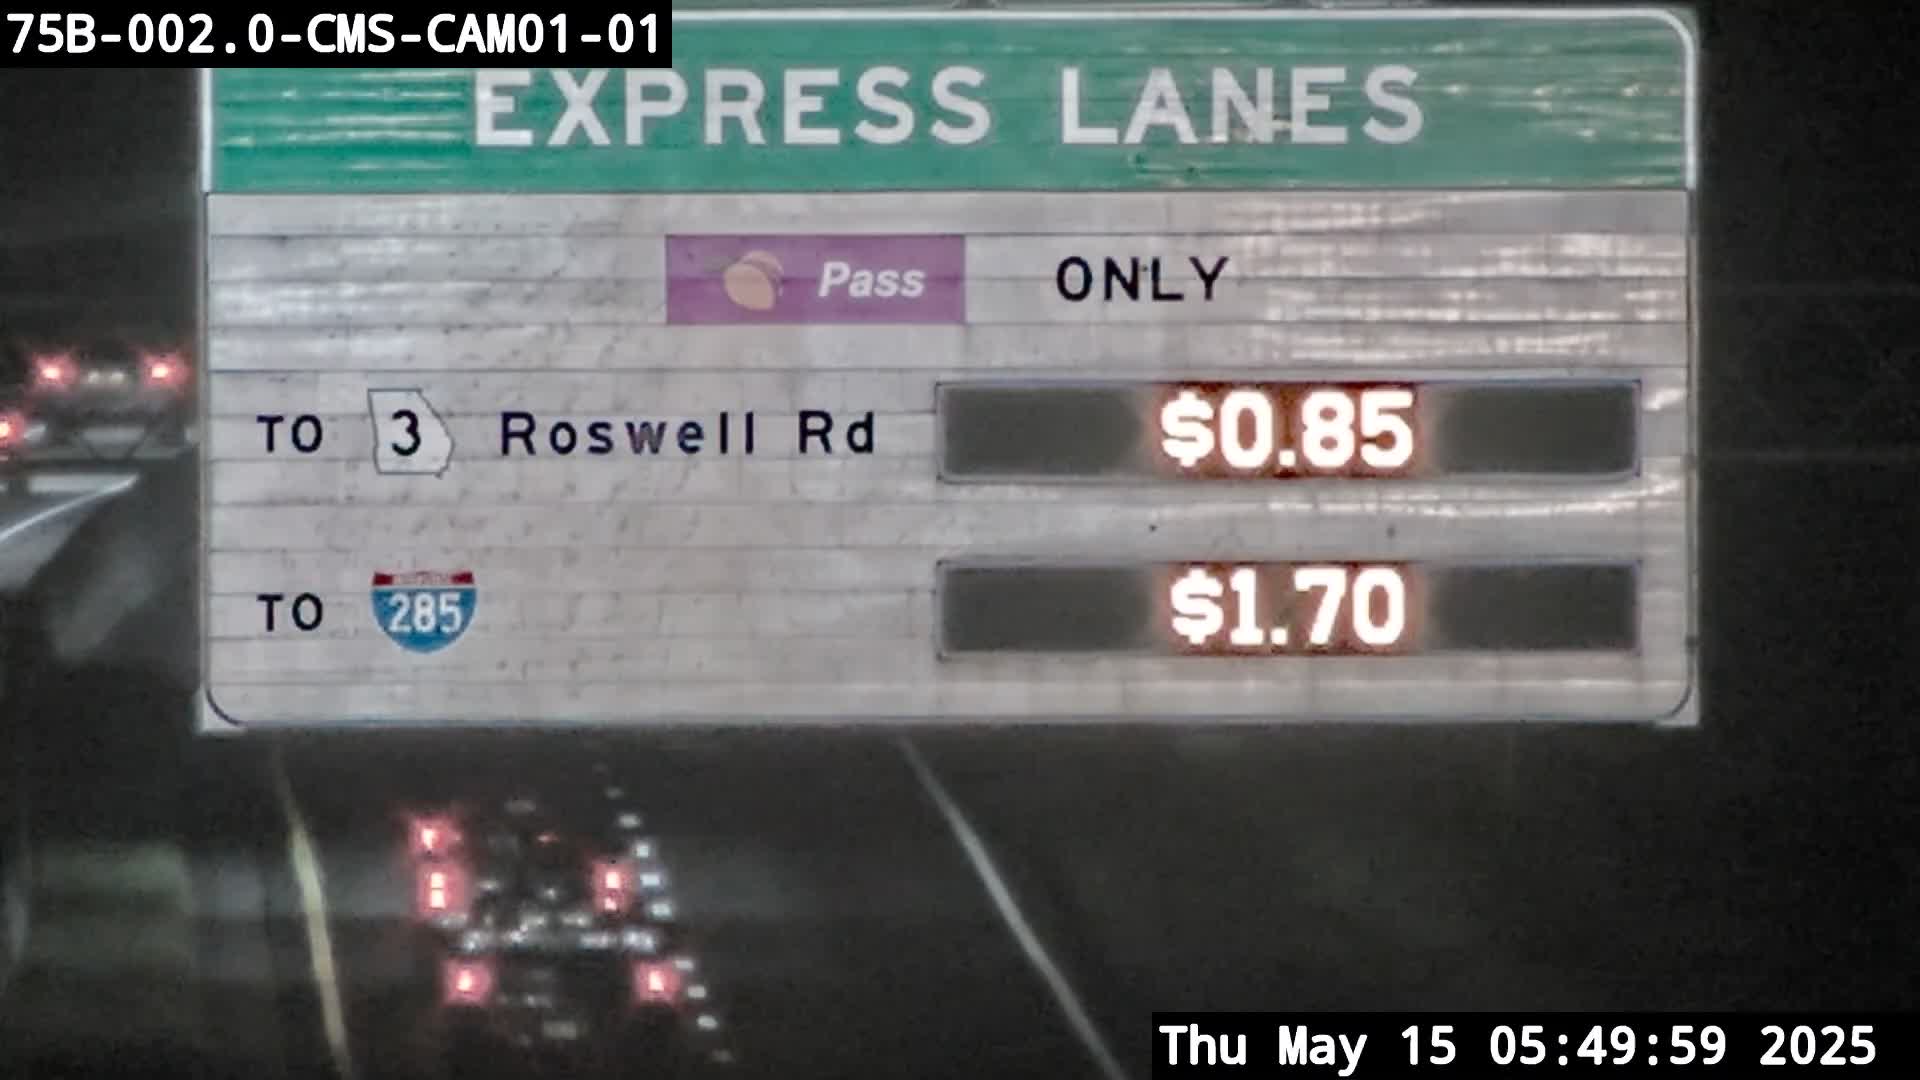 75B-002.0-CMS-CAM01-01
EXPRESS LANES
Pass ONLY
TO 3 Roswell Rd $0.85
TO 285 $1.70
Thu May 15 05:49:59 2025